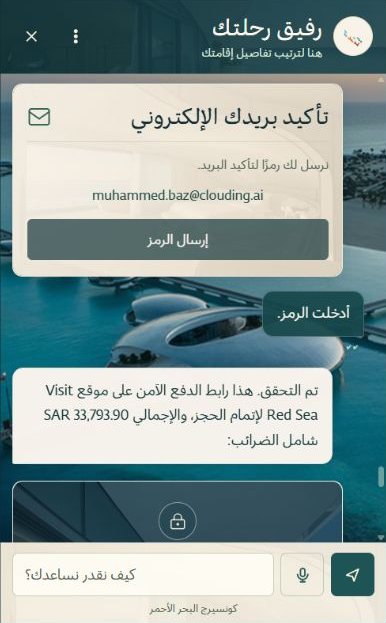 رفيق رحلتك
هنا لترتيب تفاصيل إقامتك
تأكيد بريدك الإلكتروني
نرسل لك رمزًا لتأكيد البريد.
muhammed.baz@clouding.ai
إرسال الرمز
أدخلت الرمز.
تم التحقق. هذا رابط الدفع الآمن على موقع Visit
Red Sea لإتمام الحجز، والإجمالي SAR 33,793.90
شامل الضرائب:
كيف نقدر نساعدك؟
كونسيرج البحر الأحمر